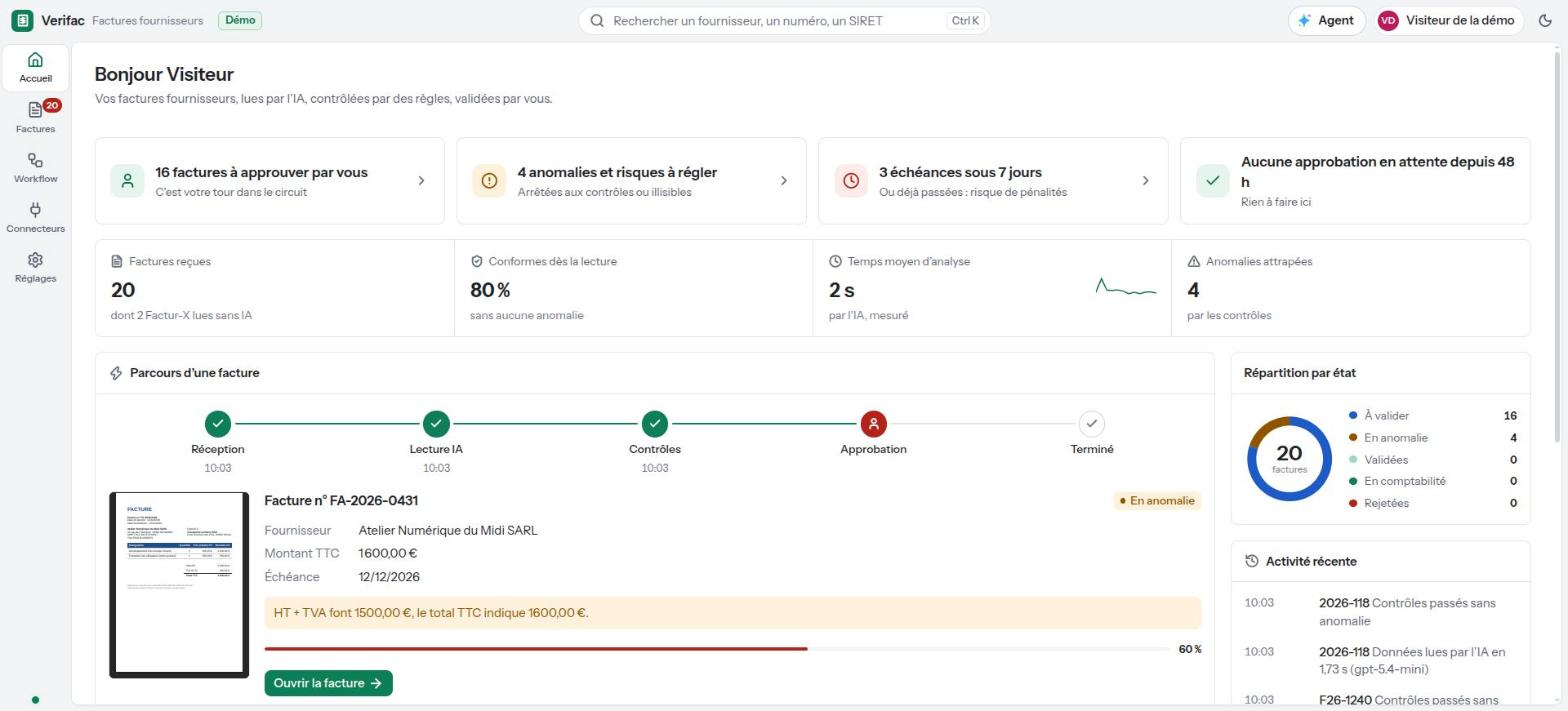 Verifac Factures fournisseurs Démo
Rechercher un fournisseur, un numéro, un SIRET Ctrl K
Agent
VD Visiteur de la démo
Accueil
20
Factures
Workflow
Connecteurs
Réglages
Bonjour Visiteur
Vos factures fournisseurs, lues par l'IA, contrôlées par des règles, validées par vous.
16 factures à approuver par vous
C'est votre tour dans le circuit
4 anomalies et risques à régler
Arrêtées aux contrôles ou illisibles
3 échéances sous 7 jours
Ou déjà passées : risque de pénalités
Aucune approbation en attente depuis 48
h
Rien à faire ici
Factures reçues
20
dont 2 Factur-X lues sans IA
Conformes dès la lecture
80 %
sans aucune anomalie
Temps moyen d'analyse
2 s
par l'IA, mesuré
Anomalies attrapées
4
par les contrôles
Parcours d'une facture
Réception
10:03
Lecture IA
10:03
Contrôles
10:03
Approbation
Terminé
FACTURE
Facture n° FA-2026-0431
En anomalie
Fournisseur Atelier Numérique du Midi SARL
Montant TTC 1 600,00 €
Échéance 12/12/2026
HT + TVA font 1500,00 €, le total TTC indique 1600,00 €.
60 %
Ouvrir la facture
Répartition par état
20
factures
À valider 16
En anomalie 4
Validées 0
En comptabilité 0
Rejetées 0
Activité récente
10:03 2026-118 Contrôles passés sans
anomalie
10:03 2026-118 Données lues par l'IA en
1,73 s (gpt-5.4-mini)
10:03 F26-1240 Contrôles passés sans